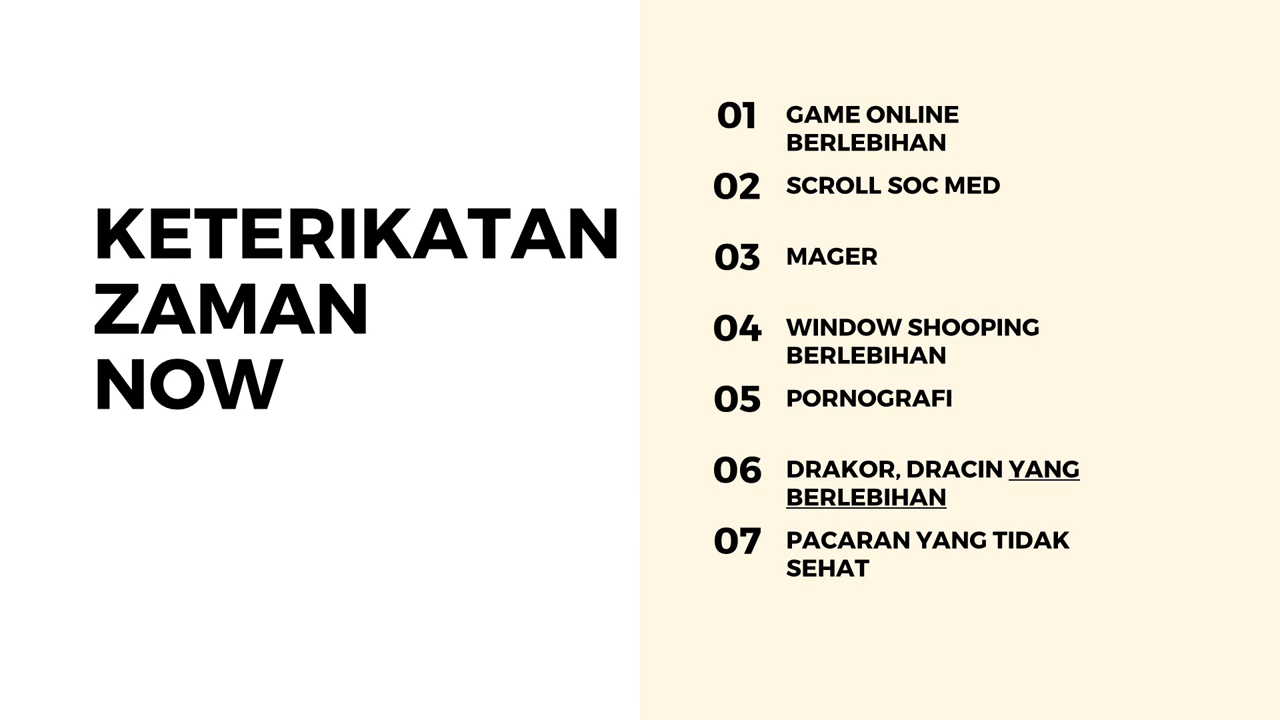 KETERIKATAN
ZAMAN
NOW
01 GAME ONLINE
BERLEBIHAN
02 SCROLL SOC MED
03 MAGER
04 WINDOW SHOOPING
BERLEBIHAN
05 PORNOGRAFI
06 DRAKOR, DRACIN YANG
BERLEBIHAN
07 PACARAN YANG TIDAK
SEHAT